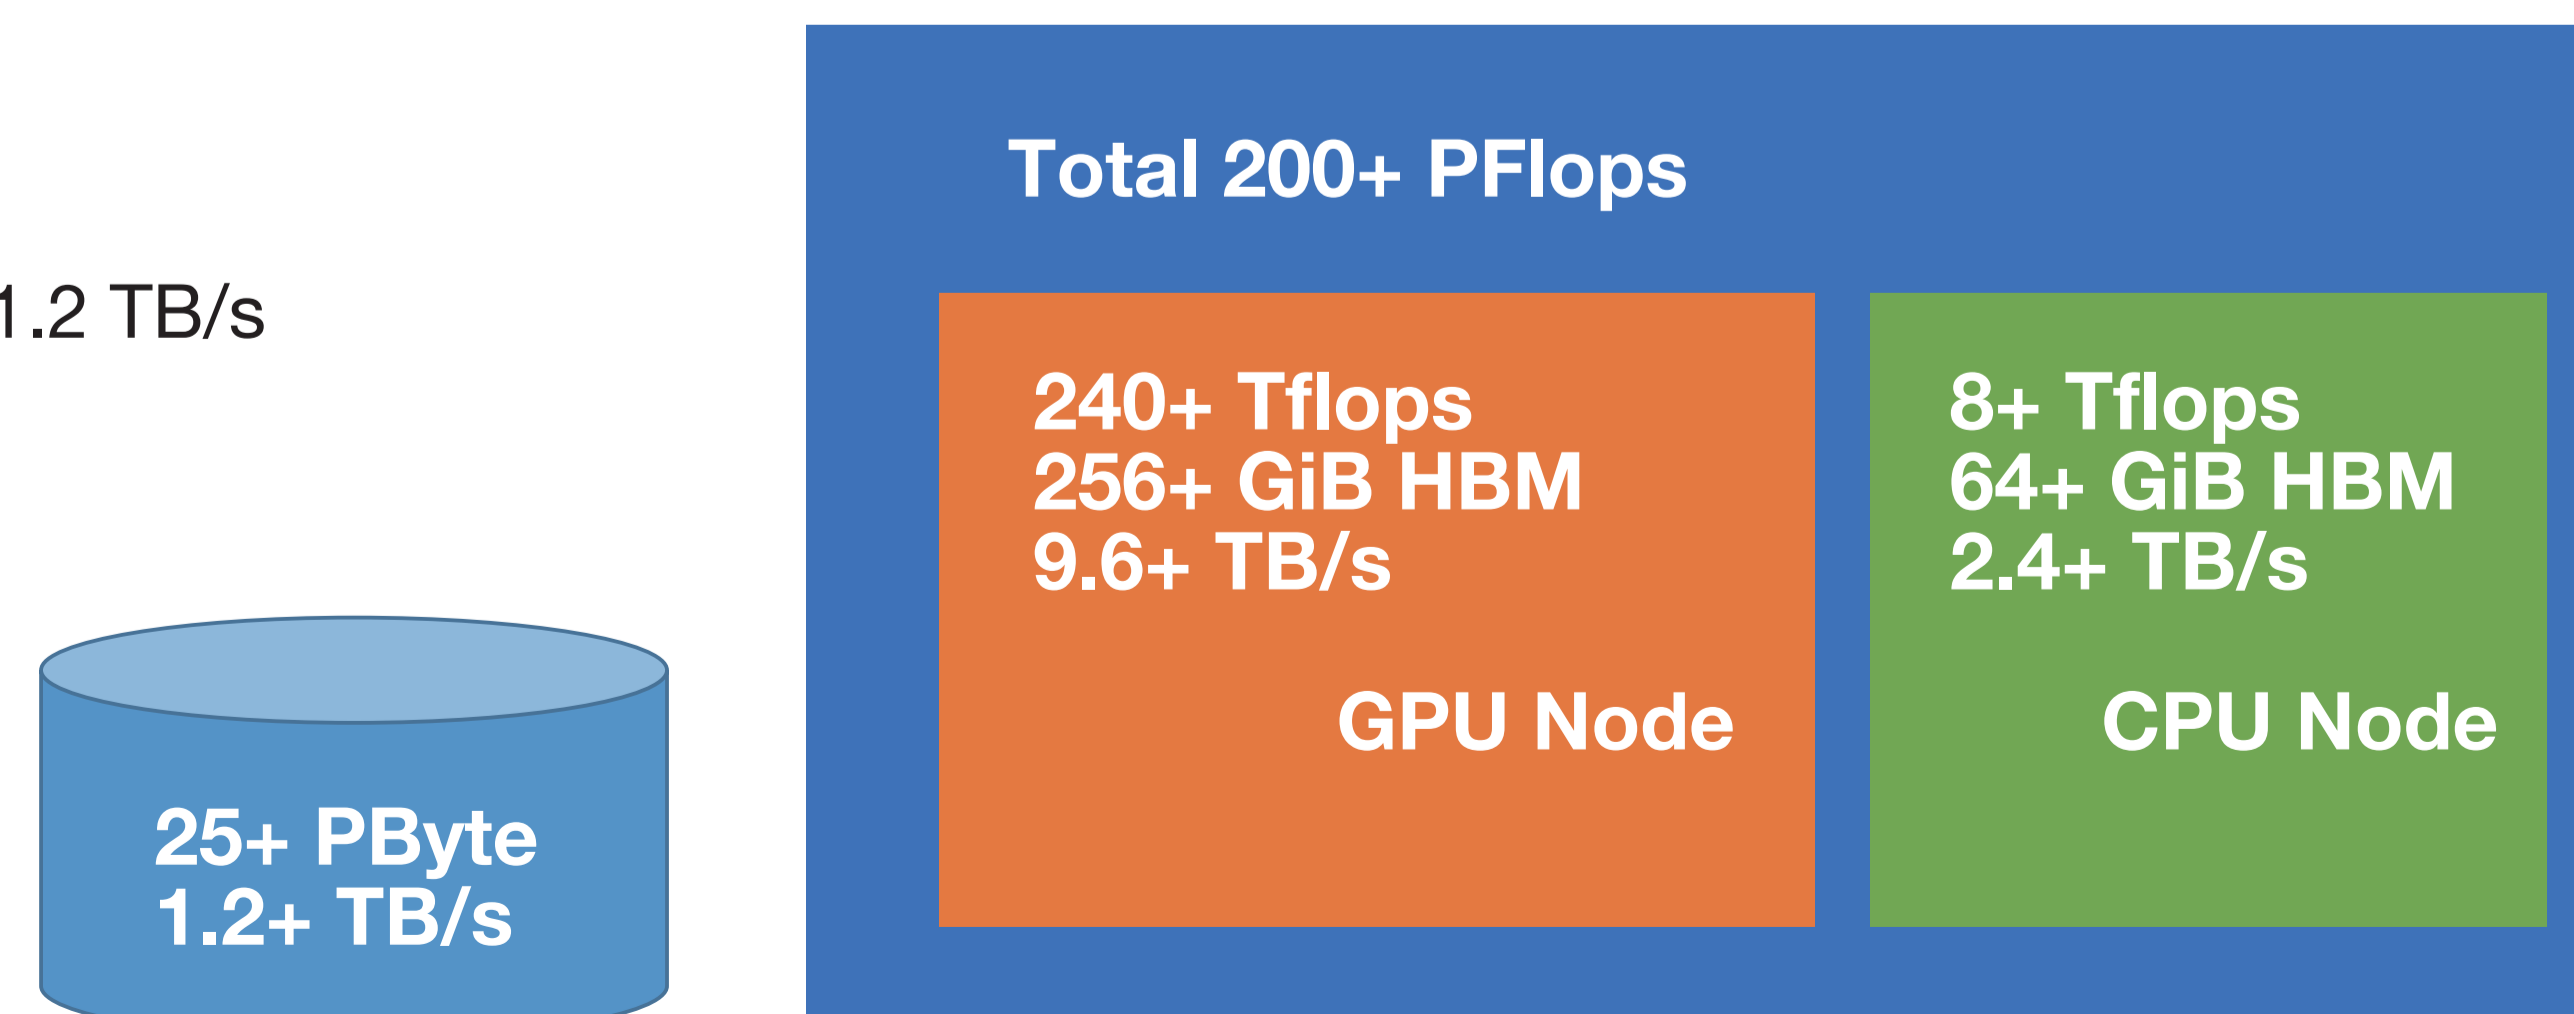 Total 200+ PFlops
1.2 TB/s
240+ Tflops
256+ GiB HBM
9.6+ TB/s
GPU Node
8+ Tflops
64+ GiB HBM
2.4+ TB/s
CPU Node
25+ PByte
1.2+ TB/s